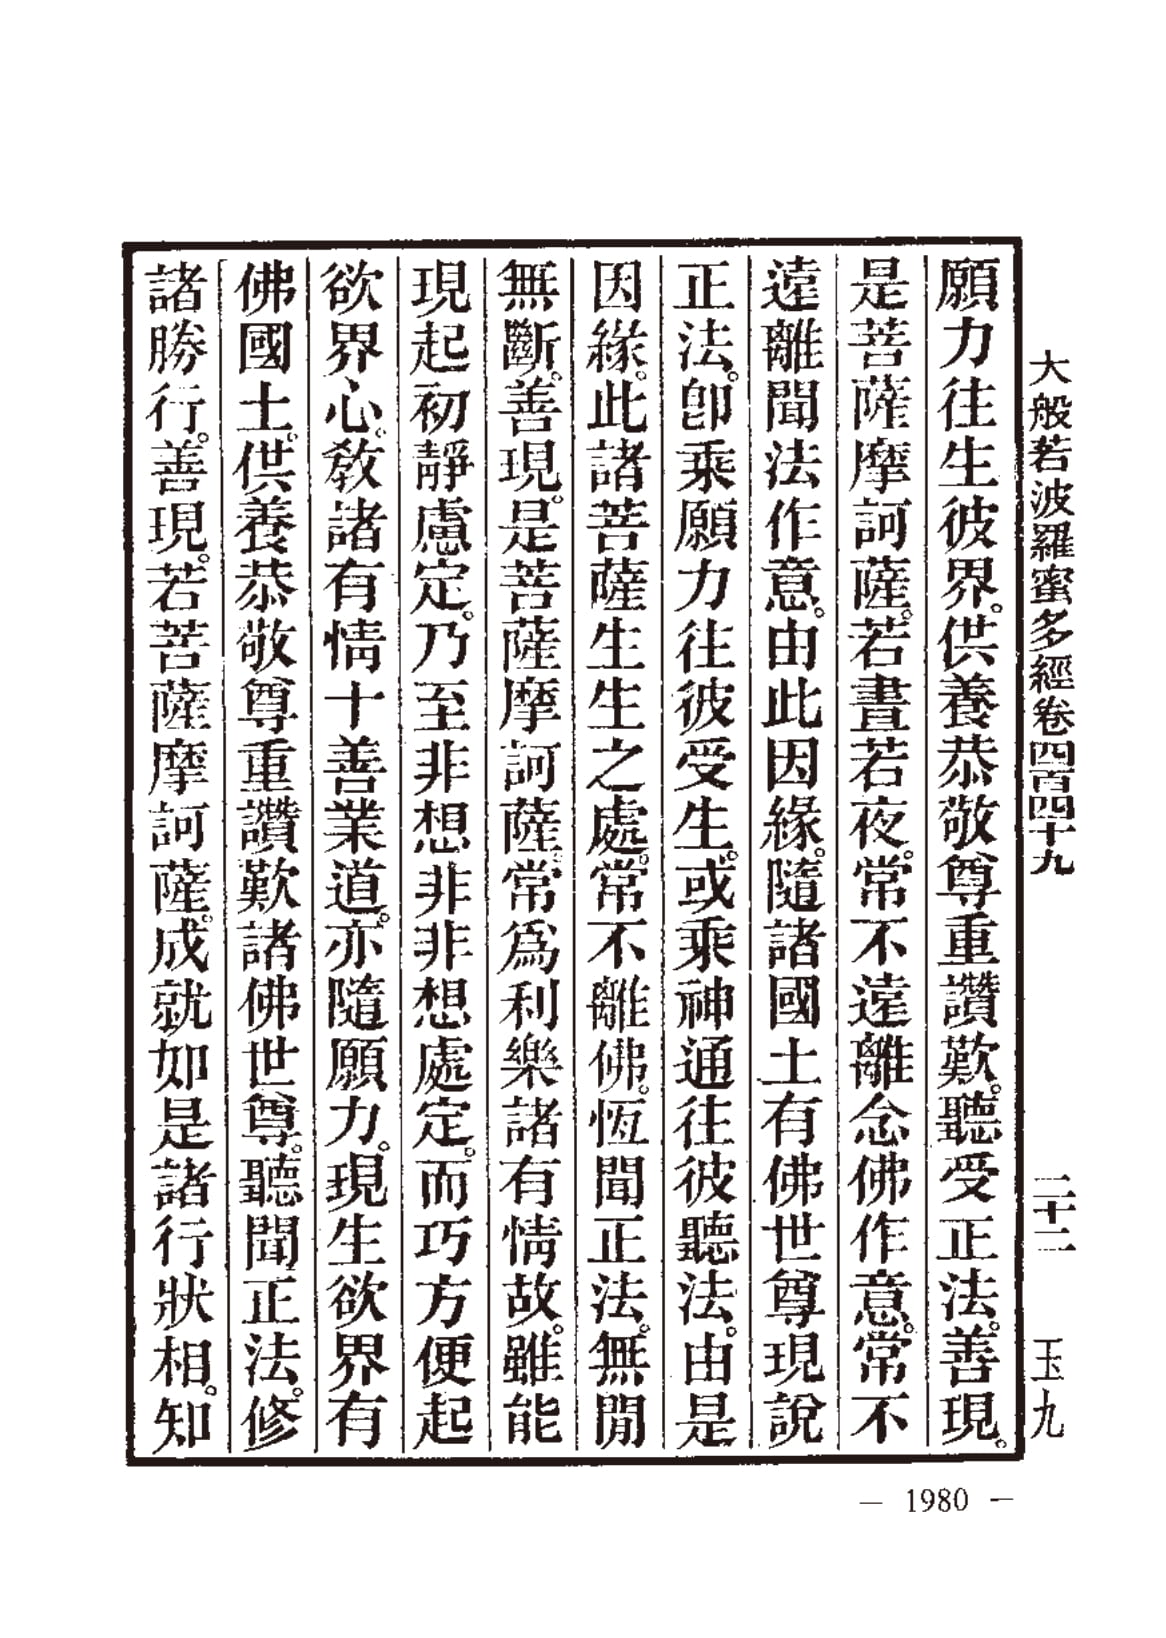 大般若波羅蜜多經卷四百四十九　二十二　玉九
願力往生彼界。供養恭敬尊重讚歎。聽受正法。善現。
是菩薩摩訶薩。若晝若夜。常不遠離念佛作意。常不
遠離聞法作意。由此因緣。隨諸國土有佛世尊現說
正法。卽乘願力往彼受生。或乘神通往彼聽法。由是
因緣。此諸菩薩生生之處。常不離佛。恆聞正法。無間
無斷。善現。是菩薩摩訶薩常爲利樂諸有情故。雖能
現起初靜慮定。乃至非想非非想處定。而巧方便起
欲界心。敎諸有情十善業道。亦隨願力。現生欲界有
佛國土。供養恭敬尊重讚歎諸佛世尊。聽聞正法。修
諸勝行。善現。若菩薩摩訶薩。成就如是諸行狀相。知
— 1980 —